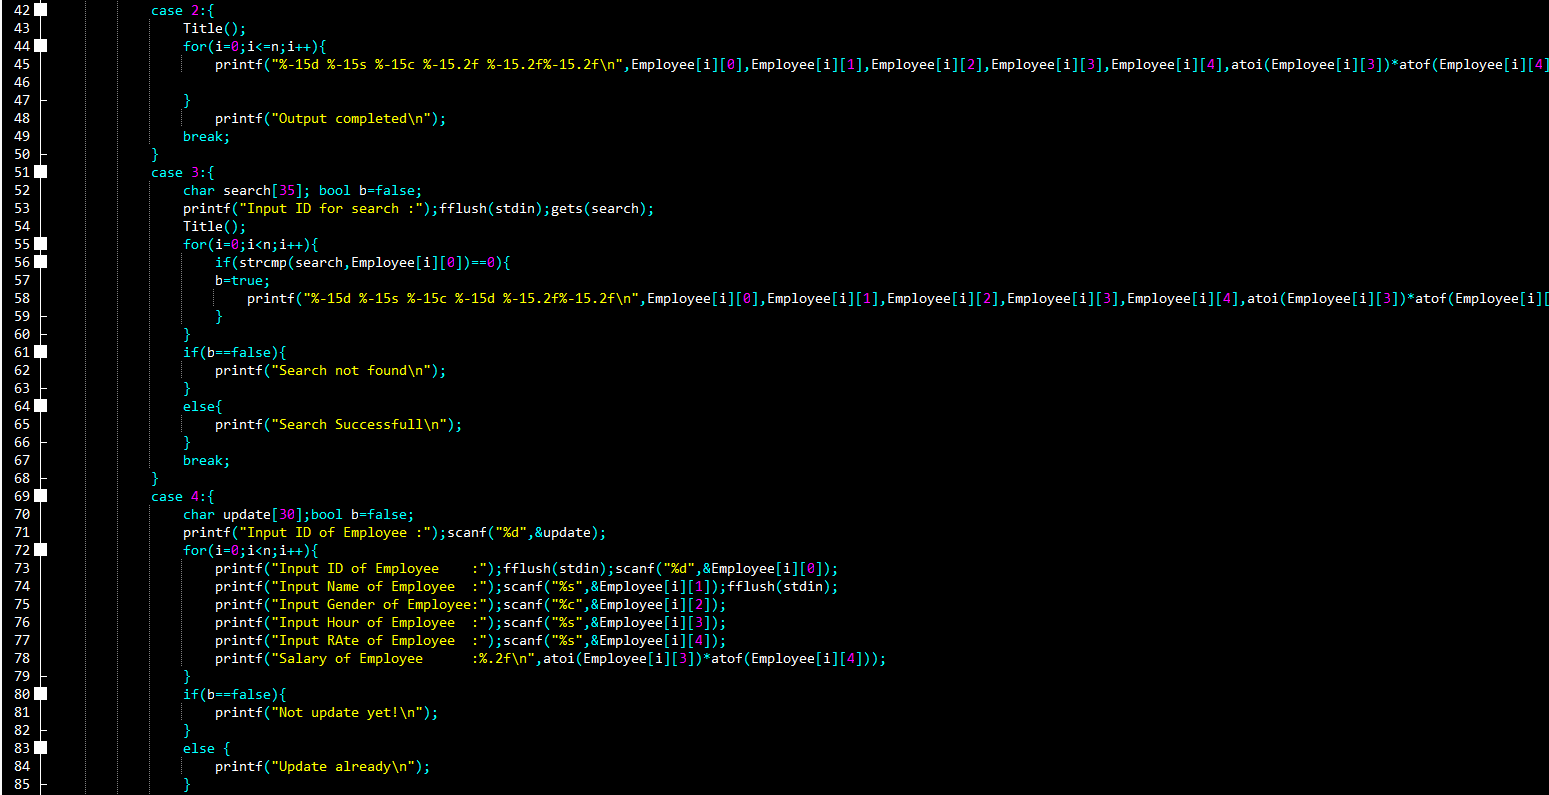 42 case 2:{
43 Title();
44 for(i=0;i<=n;i++){
45 printf("%-15d %-15s %-15c %-15.2f %-15.2f%-15.2f\n",Employee[i][0],Employee[i][1],Employee[i][2],Employee[i][3],Employee[i][4],atoi(Employee[i][3])*atof(Employee[i][4]
46
47 }
48 printf("Output completed\n");
49 break;
50 }
51 case 3:{
52 char search[35]; bool b=false;
53 printf("Input ID for search :");fflush(stdin);gets(search);
54 Title();
55 for(i=0;i<n;i++){
56 if(strcmp(search,Employee[i][0])==0){
57 b=true;
58 printf("%-15d %-15s %-15c %-15d %-15.2f%-15.2f\n",Employee[i][0],Employee[i][1],Employee[i][2],Employee[i][3],Employee[i][4],atoi(Employee[i][3])*atof(Employee[i][
59 }
60 }
61 if(b==false){
62 printf("Search not found\n");
63 }
64 else{
65 printf("Search Successfull\n");
66 }
67 break;
68 }
69 case 4:{
70 char update[30];bool b=false;
71 printf("Input ID of Employee :");scanf("%d",&update);
72 for(i=0;i<n;i++){
73 printf("Input ID of Employee    :");fflush(stdin);scanf("%d",&Employee[i][0]);
74 printf("Input Name of Employee  :");scanf("%s",&Employee[i][1]);fflush(stdin);
75 printf("Input Gender of Employee:");scanf("%c",&Employee[i][2]);
76 printf("Input Hour of Employee  :");scanf("%s",&Employee[i][3]);
77 printf("Input RAte of Employee  :");scanf("%s",&Employee[i][4]);
78 printf("Salary of Employee      :%.2f\n",atoi(Employee[i][3])*atof(Employee[i][4]));
79 }
80 if(b==false){
81 printf("Not update yet!\n");
82 }
83 else {
84 printf("Update already\n");
85 }